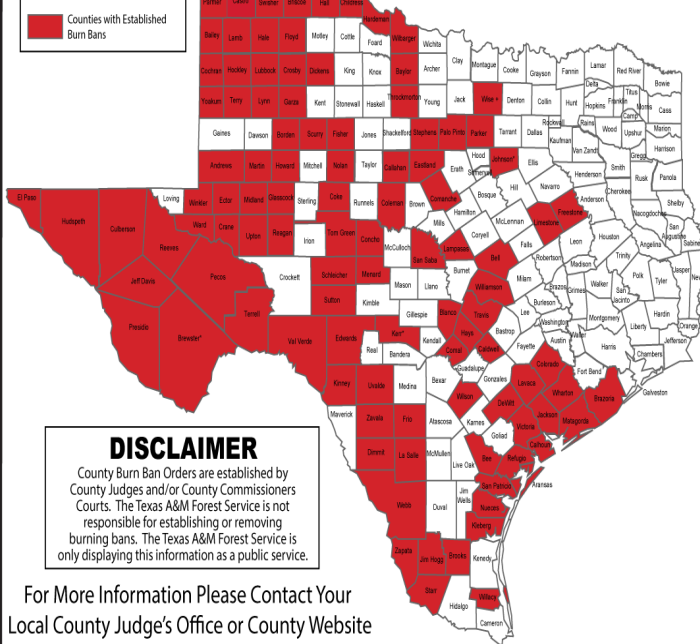 Parmer Castro Swisher Briscoe Hall Childress
Counties with Established
Burn Bans
Hardeman
Bailey Lamb Hale Floyd Motley Cottle Foard Wilbarger Wichita
Clay Montague Cooke Grayson Fannin Lamar Red River Bowie
Cochran Hockley Lubbock Crosby Dickens King Knox Baylor Archer
Delta Titus Franklin Morris Cass
Yoakum Terry Lynn Garza Kent Stonewall Haskell Throckmorton Young Jack Wise + Denton Collin Hunt Hopkins Camp
Rockwall Rains Wood Upshur Marion
Gaines Dawson Borden Scurry Fisher Jones Shackelford Stephens Palo Pinto Parker Tarrant Dallas Kaufman Van Zandt Gregg Harrison
Andrews Martin Howard Mitchell Nolan Taylor Callahan Eastland Erath Hood Somervell Johnson* Ellis Henderson Smith Rusk Panola
El Paso Loving Winkler Ector Midland Glasscock Sterling Coke Runnels Coleman Brown Comanche Bosque Hill Navarro Anderson Cherokee Shelby
Hudspeth Culberson Reeves Ward Crane Upton Reagan Irion Tom Green Concho McCulloch Mills Hamilton McLennan Limestone Freestone Nacogdoches San Augustine Sabine
San Saba Lampasas Coryell Bell Falls Leon Houston Angelina
Jeff Davis Pecos Crockett Schleicher Menard Mason Llano Burnet Williamson Milam Robertson Madison Trinity Polk Tyler Jasper New
Presidio Brewster* Terrell Sutton Kimble Gillespie Blanco Travis Lee Burleson Brazos Grimes Walker San Jacinto Hardin
Val Verde Edwards Real Kerr* Bandera Kendall Comal Hays Caldwell Bastrop Fayette Washington Austin Waller Montgomery Liberty Orange
Jefferson Chambers Harris
Kinney Uvalde Medina Bexar Guadalupe Gonzales Lavaca Colorado Wharton Fort Bend Brazoria Galveston
Maverick Zavala Frio Atascosa Wilson Karnes DeWitt Victoria Jackson Matagorda
Goliad Calhoun
Dimmit La Salle McMullen Live Oak Bee Refugio
San Patricio Aransas
Webb Duval Jim Wells Nueces
Kleberg
Zapata Jim Hogg Brooks Kenedy
Starr Hidalgo Willacy
Cameron
DISCLAIMER
County Burn Ban Orders are established by
County Judges and/or County Commissioners
Courts. The Texas A&M Forest Service is not
responsible for establishing or removing
burning bans. The Texas A&M Forest Service is
only displaying this information as a public service.
For More Information Please Contact Your
Local County Judge's Office or County Website